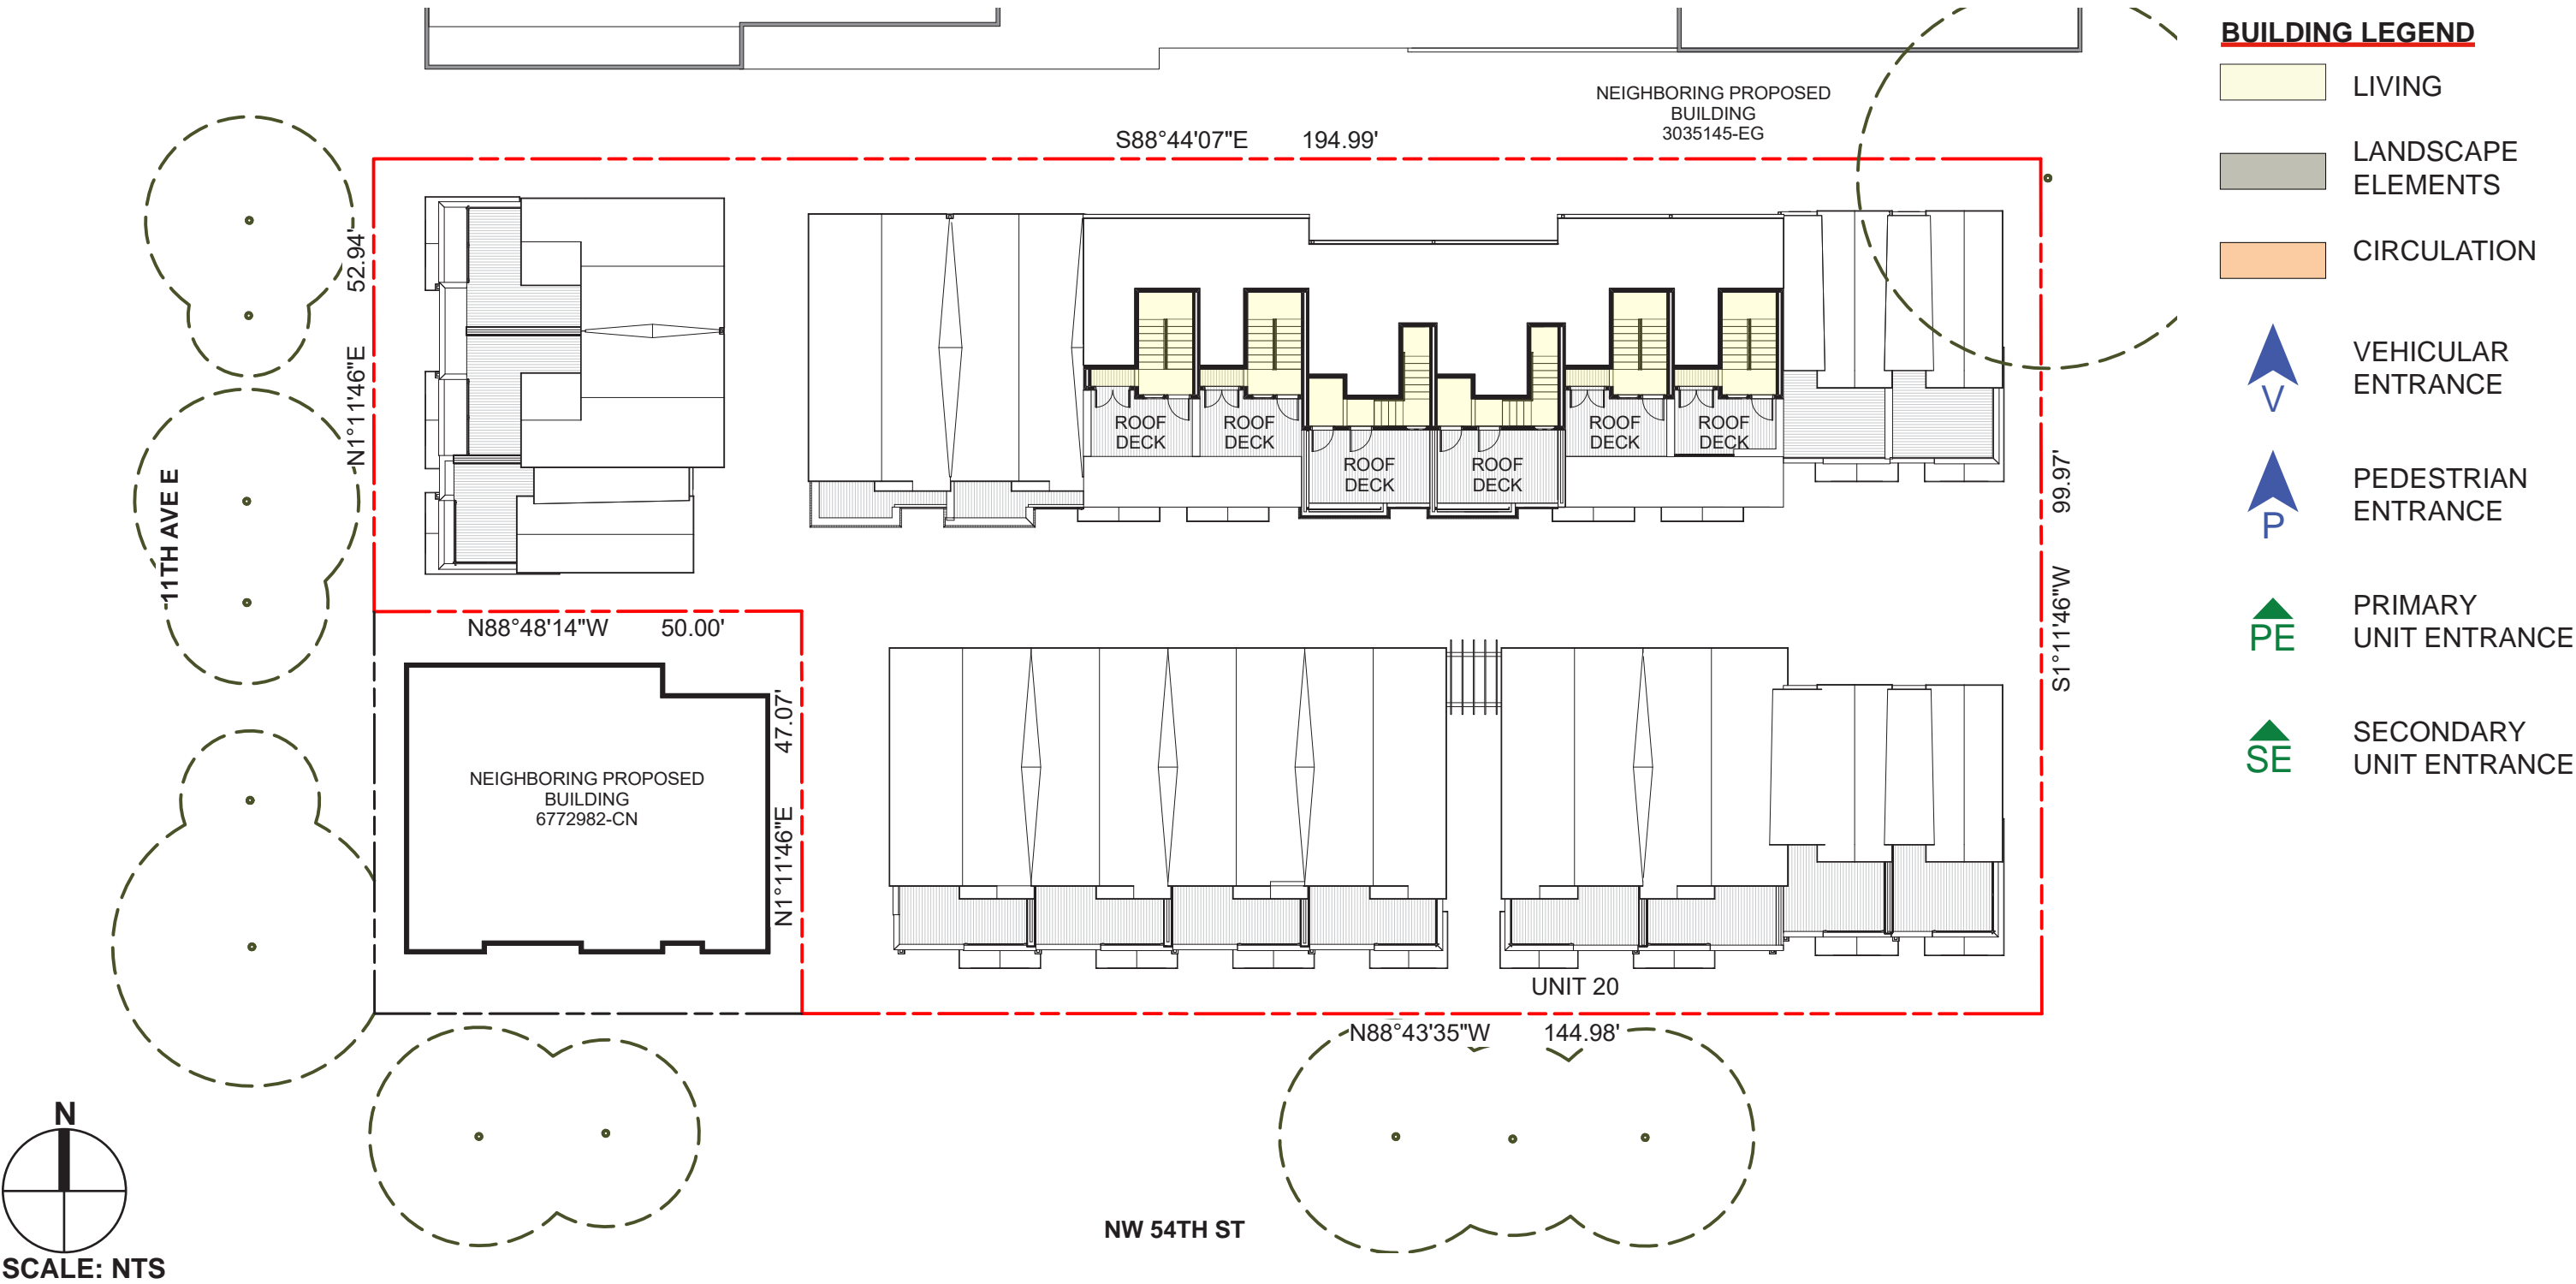 BUILDING LEGEND
LIVING
LANDSCAPE
ELEMENTS
CIRCULATION
V
VEHICULAR
ENTRANCE
P
PEDESTRIAN
ENTRANCE
PE
PRIMARY
UNIT ENTRANCE
SE
SECONDARY
UNIT ENTRANCE
NEIGHBORING PROPOSED
BUILDING
3035145-EG
S88°44'07"E 194.99'
N1°11'46"E 52.94'
11TH AVE E
ROOF
DECK
ROOF
DECK
ROOF
DECK
ROOF
DECK
ROOF
DECK
ROOF
DECK
S1°11'46"W 99.97'
N88°48'14"W 50.00'
N1°11'46"E 47.07'
NEIGHBORING PROPOSED
BUILDING
6772982-CN
UNIT 20
N88°43'35"W 144.98'
NW 54TH ST
N
SCALE: NTS